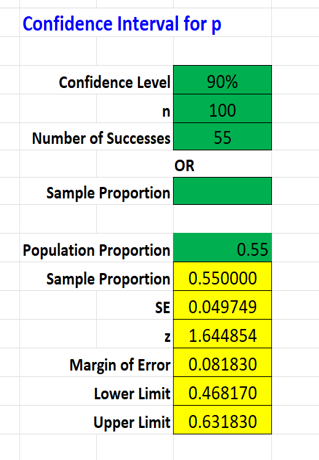 Confidence Interval for p
Confidence Level 90%
n 100
Number of Successes 55
OR
Sample Proportion
Population Proportion 0.55
Sample Proportion 0.550000
SE 0.049749
z 1.644854
Margin of Error 0.081830
Lower Limit 0.468170
Upper Limit 0.631830